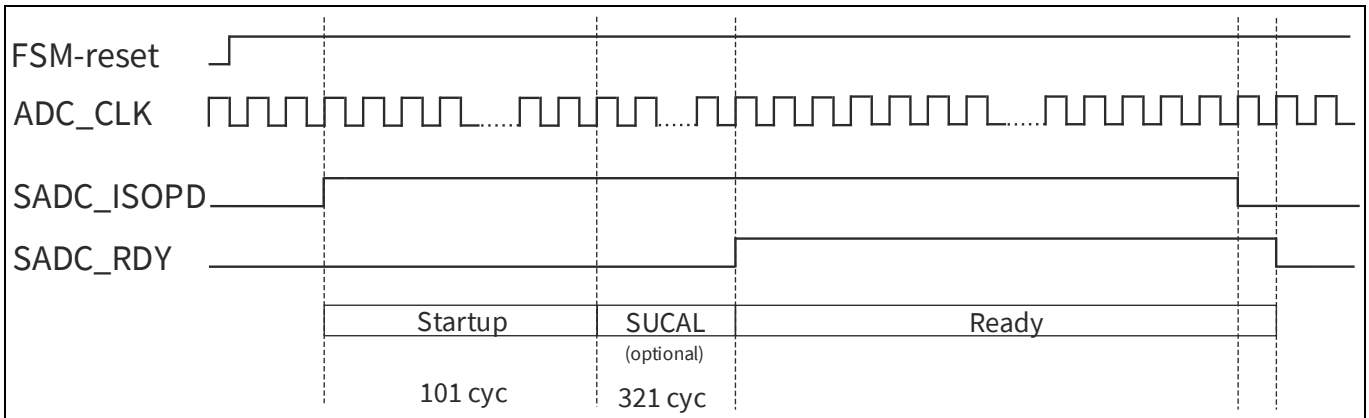 FSM-reset
ADC_CLK
SADC_ISOPD
SADC_RDY
Startup SUCAL Ready
(optional)
101 cyc 321 cyc